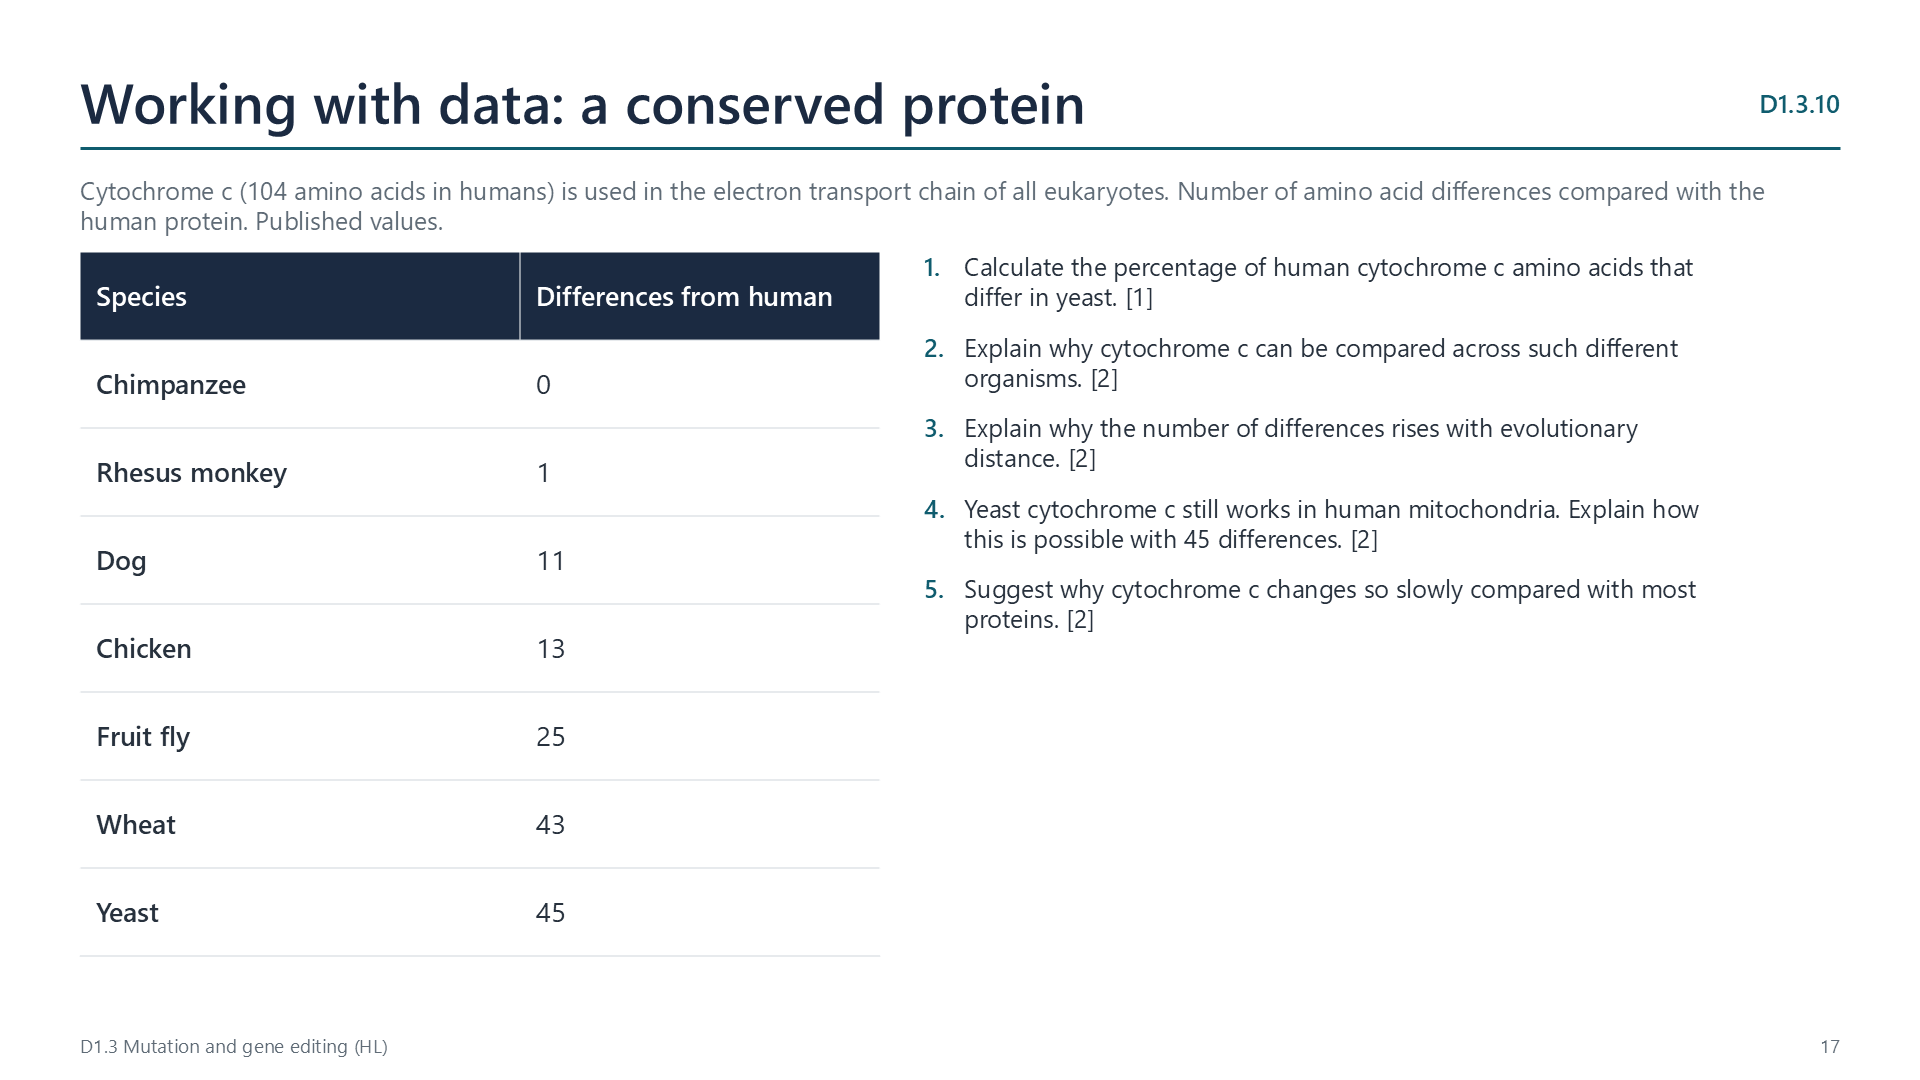 Working with data: a conserved protein
D1.3.10
Cytochrome c (104 amino acids in humans) is used in the electron transport chain of all eukaryotes. Number of amino acid differences compared with the
human protein. Published values.
Species Differences from human
Chimpanzee 0
Rhesus monkey 1
Dog 11
Chicken 13
Fruit fly 25
Wheat 43
Yeast 45
1. Calculate the percentage of human cytochrome c amino acids that
differ in yeast. [1]
2. Explain why cytochrome c can be compared across such different
organisms. [2]
3. Explain why the number of differences rises with evolutionary
distance. [2]
4. Yeast cytochrome c still works in human mitochondria. Explain how
this is possible with 45 differences. [2]
5. Suggest why cytochrome c changes so slowly compared with most
proteins. [2]
D1.3 Mutation and gene editing (HL)
17